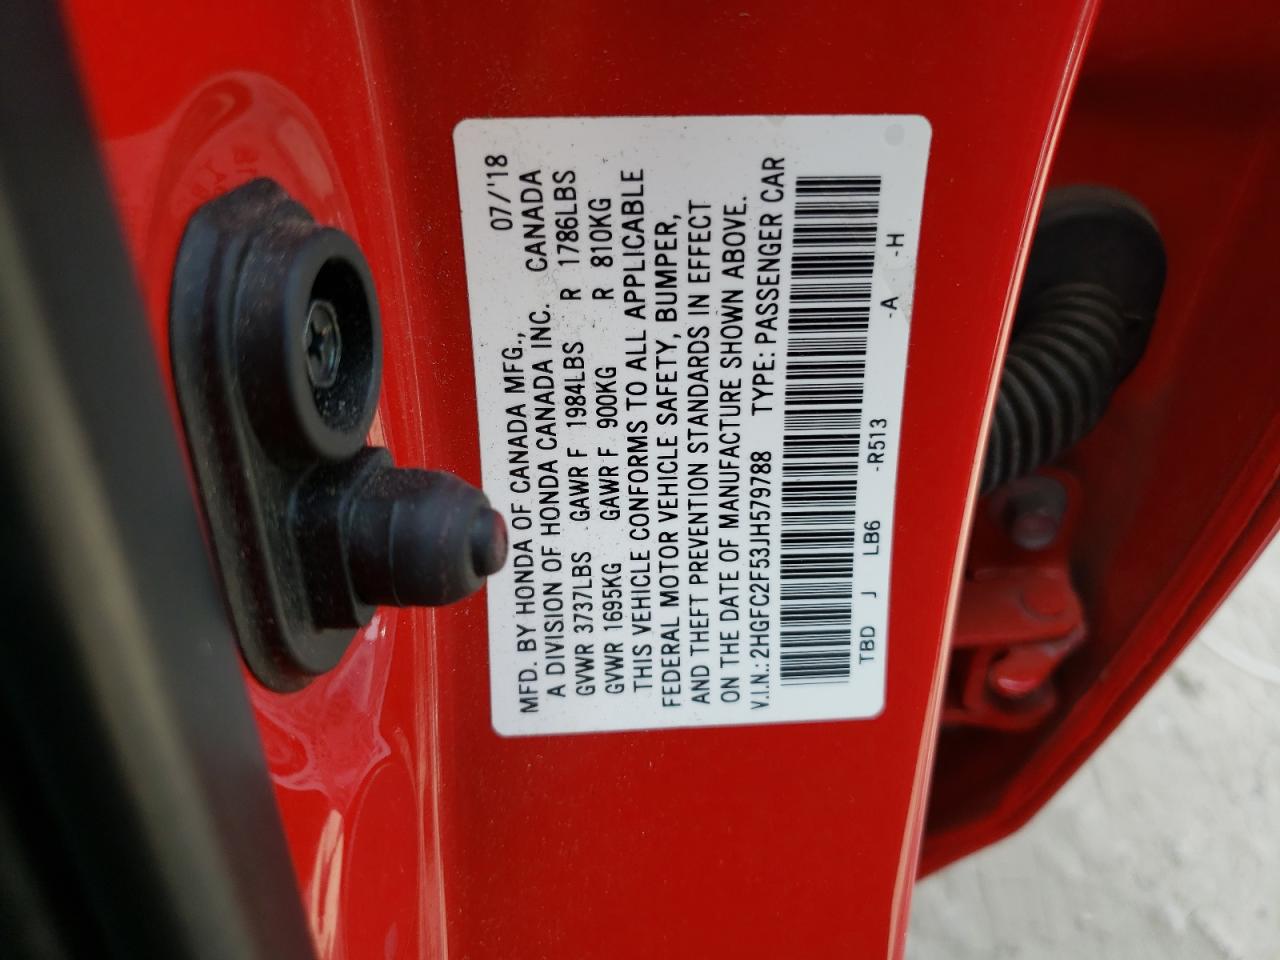 MFD. BY HONDA OF CANADA MFG., 07/'18
A DIVISION OF HONDA CANADA INC. CANADA
GVWR 3737LBS GAWR F 1984LBS R 1786LBS
GVWR 1695KG GAWR F 900KG R 810KG
THIS VEHICLE CONFORMS TO ALL APPLICABLE
FEDERAL MOTOR VEHICLE SAFETY, BUMPER,
AND THEFT PREVENTION STANDARDS IN EFFECT
ON THE DATE OF MANUFACTURE SHOWN ABOVE.
V.I.N.: 2HGFC2F53JH579788 TYPE: PASSENGER CAR
TBD J LB6 -R513 -A -H